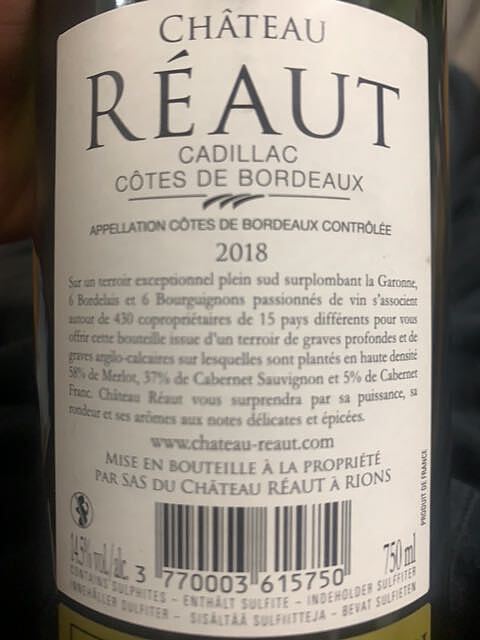 CHÂTEAU
RÉAUT
CADILLAC
CÔTES DE BORDEAUX
APPELLATION CÔTES DE BORDEAUX CONTRÔLÉE
2018
Sur un terroir exceptionnel plein sud surplombant la Garonne,
6 Bordelais et 6 Bourguignons passionnés de vin s'associent
autour de 430 copropriétaires de 15 pays différents pour vous
offrir cette bouteille issue d'un terroir de graves profondes et de
graves argilo-calcaires sur lesquelles sont plantés en haute densité
58% de Merlot, 37% de Cabernet Sauvignon et 5% de Cabernet
Franc. Château Réaut vous surprendra par sa puissance, sa
rondeur et ses arômes aux notes délicates et épicées.
www.chateau-reaut.com
MISE EN BOUTEILLE À LA PROPRIÉTÉ
PAR SAS DU CHÂTEAU RÉAUT À RIONS
PRODUIT DE FRANCE
14.5% vol/alc.
750 ml
3 770003 615750
CONTAINS SULPHITES - ENTHÄLT SULFITE - INDEHOLDER SULFITTER
INNEHÅLLER SULFITER - SISÄLTÄÄ SULFIITTEJA - BEVAT SULFIETEN